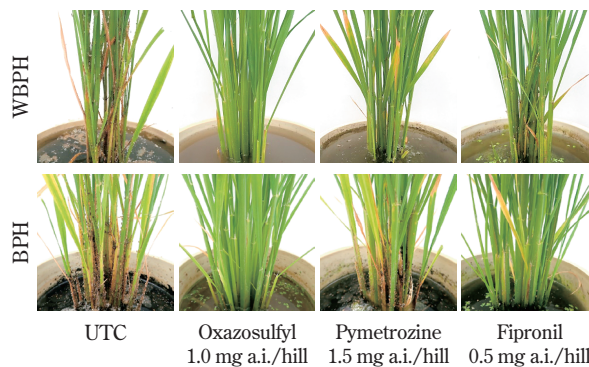 WBPH
BPH
UTC
Oxazosulfyl
1.0 mg a.i./hill
Pymetrozine
1.5 mg a.i./hill
Fipronil
0.5 mg a.i./hill